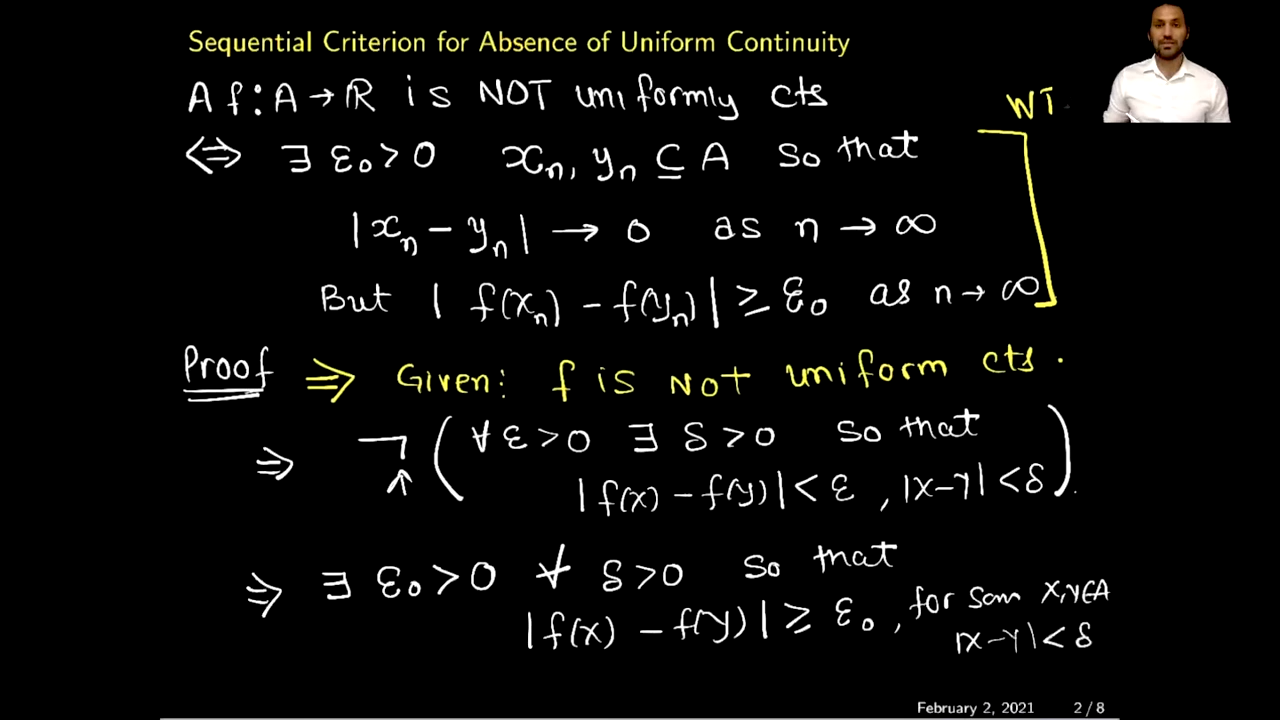 Sequential Criterion for Absence of Uniform Continuity
A f: A → ℝ is NOT uniformly cts
WT.
⇔ ∃ ε₀ > 0 xₙ, yₙ ⊆ A so that
|xₙ - yₙ| → 0 as n → ∞
But | f(xₙ) - f(yₙ)| ≥ ε₀ as n → ∞
Proof ⇒ Given: f is NOT uniform cts.
⇒ ¬ ( ∀ ε > 0 ∃ δ > 0 so that
↑
| f(x) - f(y)| < ε, |x-y| < δ ).
⇒ ∃ ε₀ > 0 ∀ δ > 0 so that
| f(x) - f(y)| ≥ ε₀, for som x,y∈A
|x-y| < δ
February 2, 2021 2 / 8